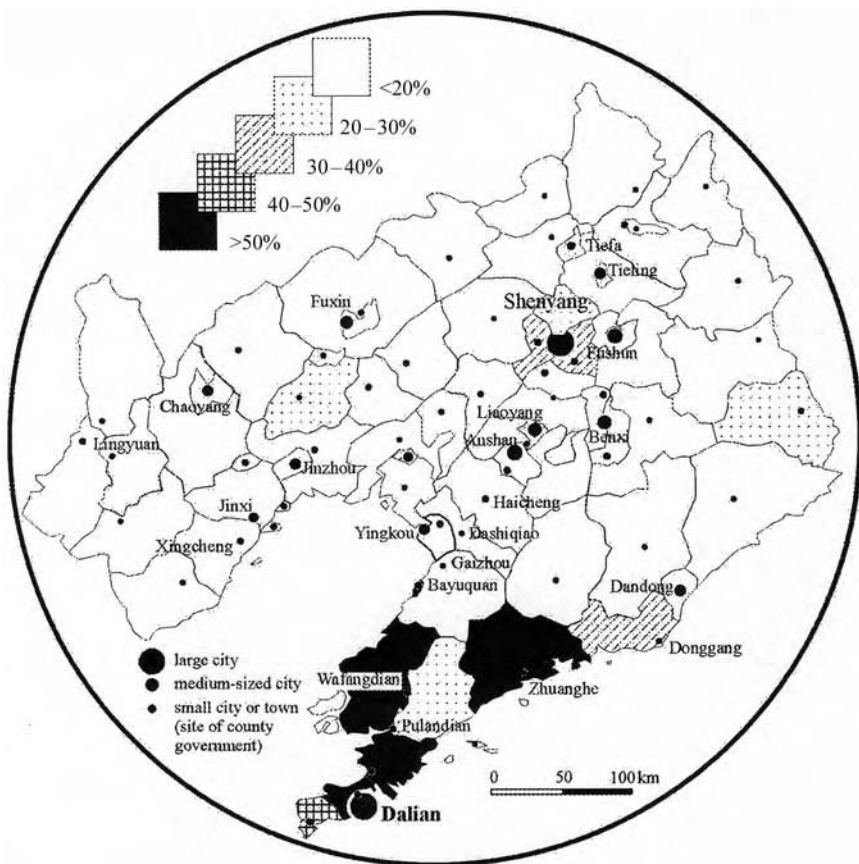 <20%
20–30%
30–40%
40–50%
>50%
Tiefa
Tieling
Fuxin
Shenyang
Fushun
Chaoyang
Liaoyang
Lingyuan
Anshan
Benxi
Jinzhou
Jinxi
Haicheng
Yingkou
Dashiqiao
Xingcheng
Gaizhou
Bayuquan
Dandong
Donggang
large city
Wafangdian
medium-sized city
Zhuanghe
small city or town
(site of county
government)
Pulandian
0 50 100 km
Dalian